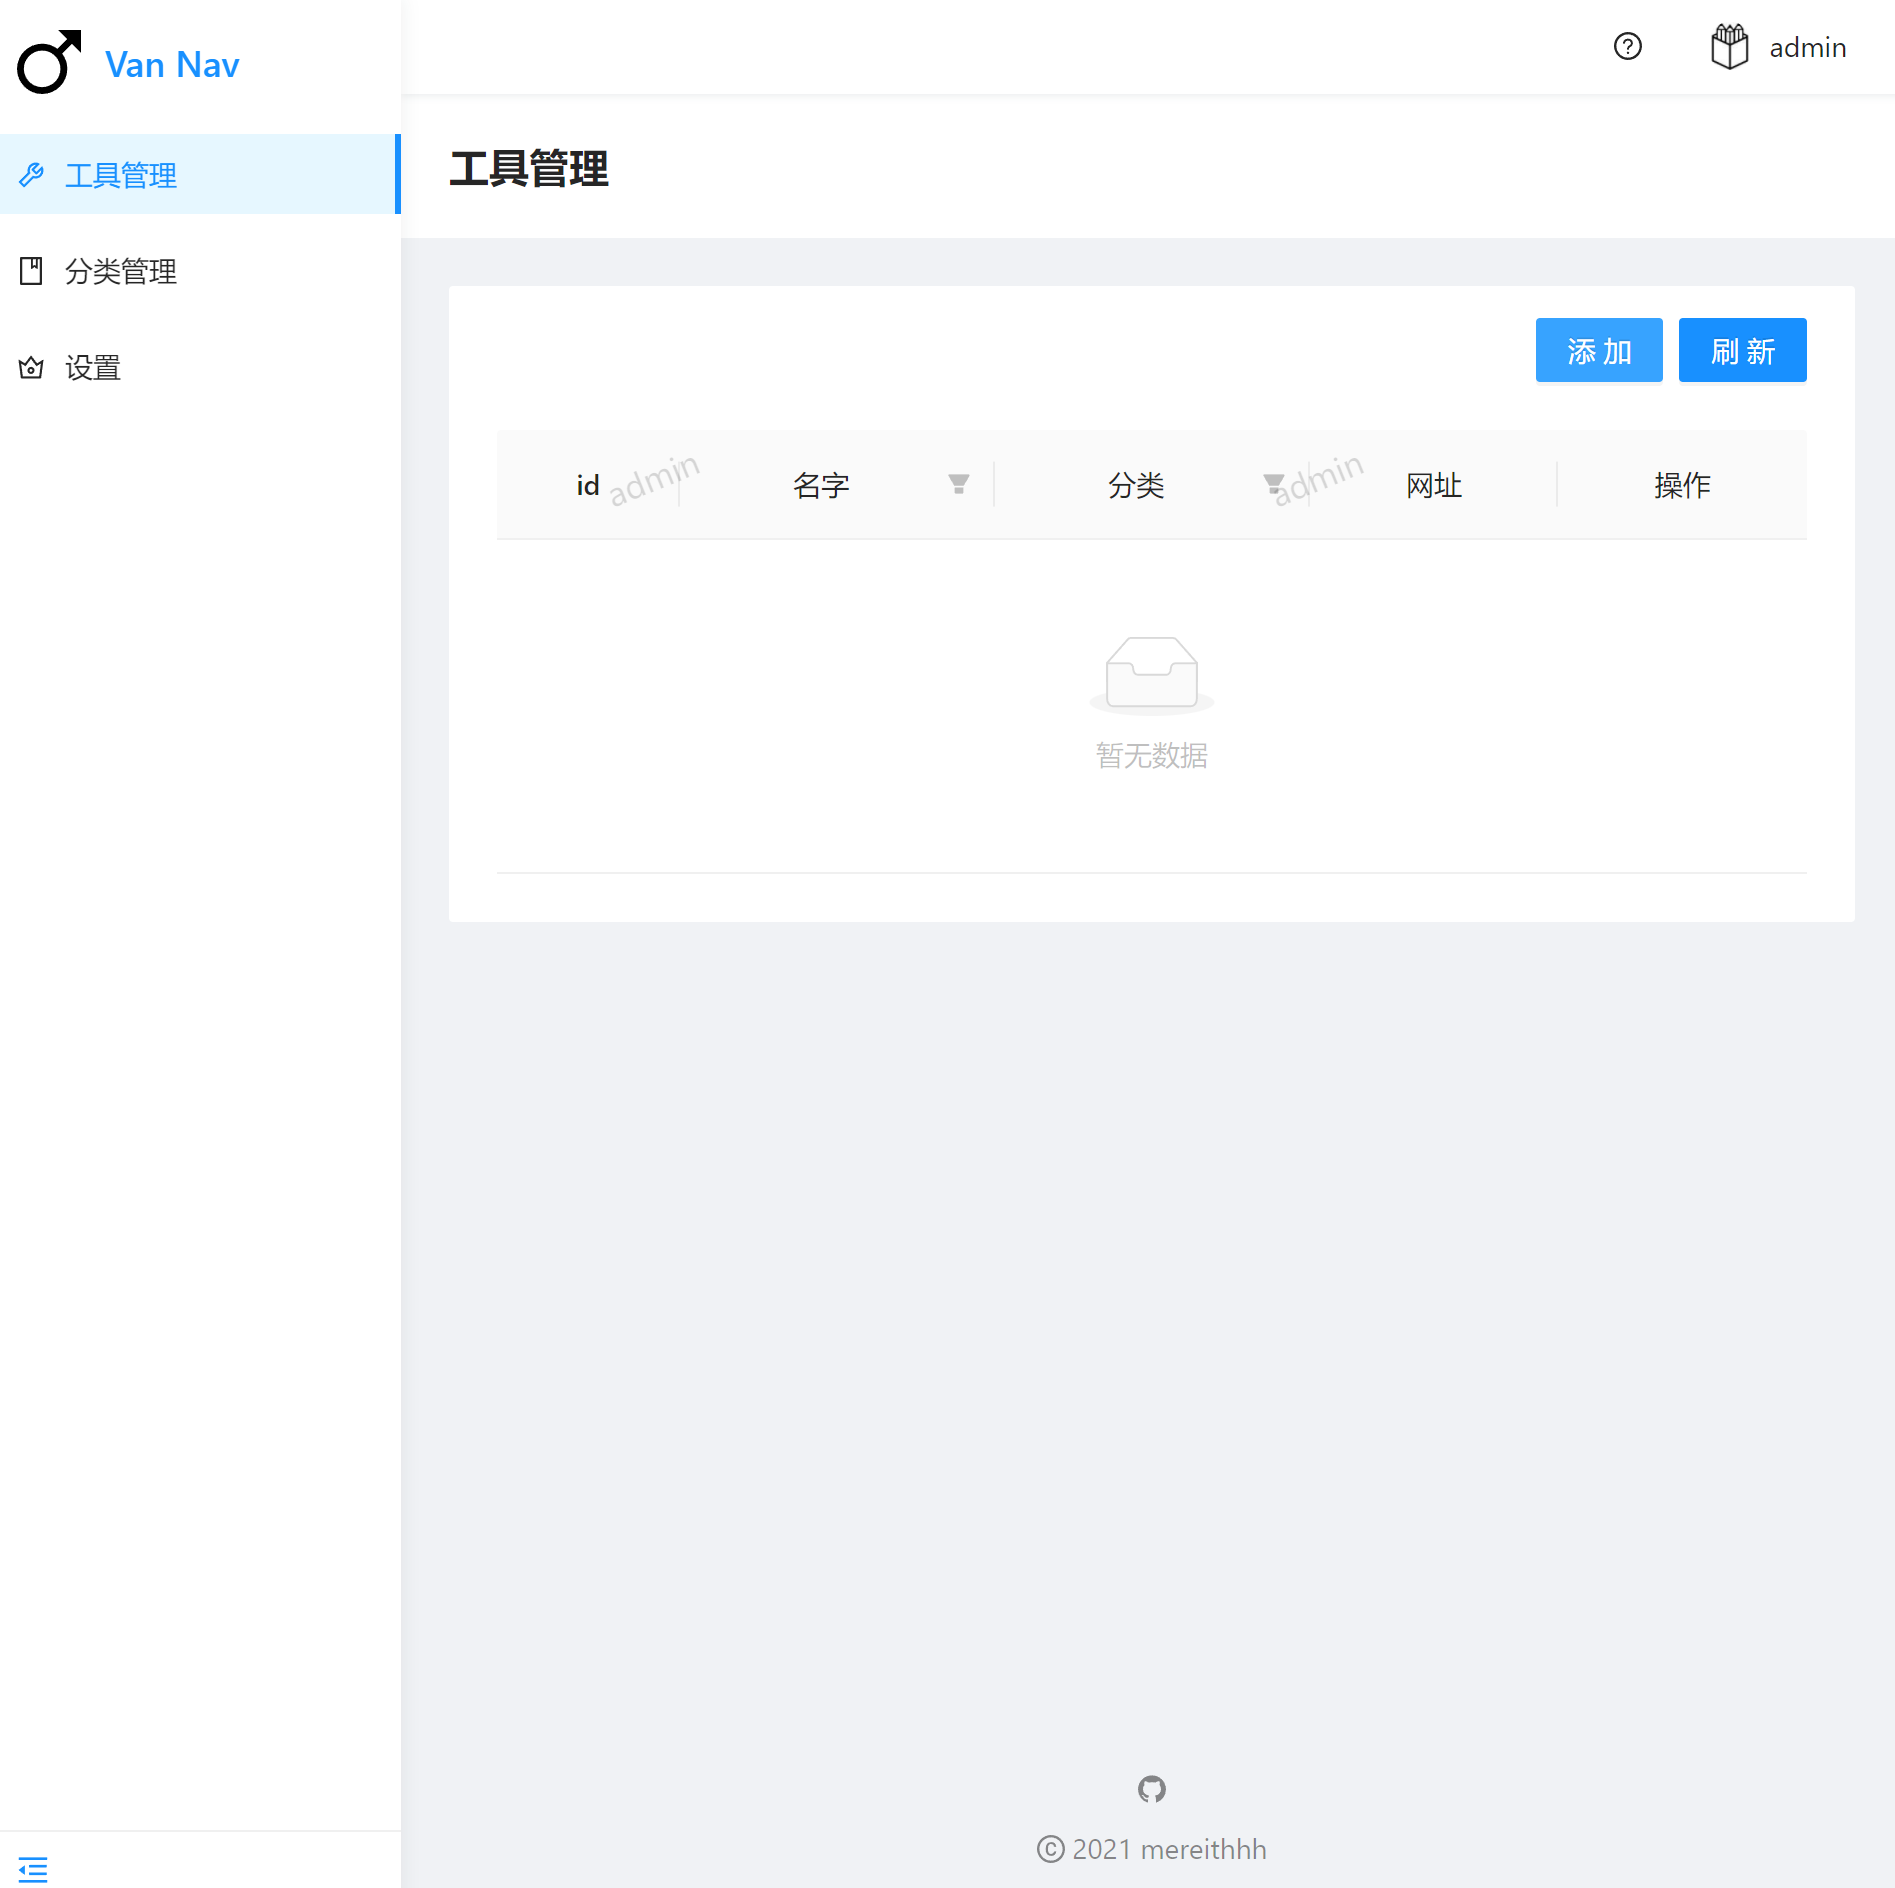 Van Nav
admin
工具管理
分类管理
设置
工具管理
添加 刷新
id 名字 分类 网址 操作
admin admin
暂无数据
© 2021 mereithhh